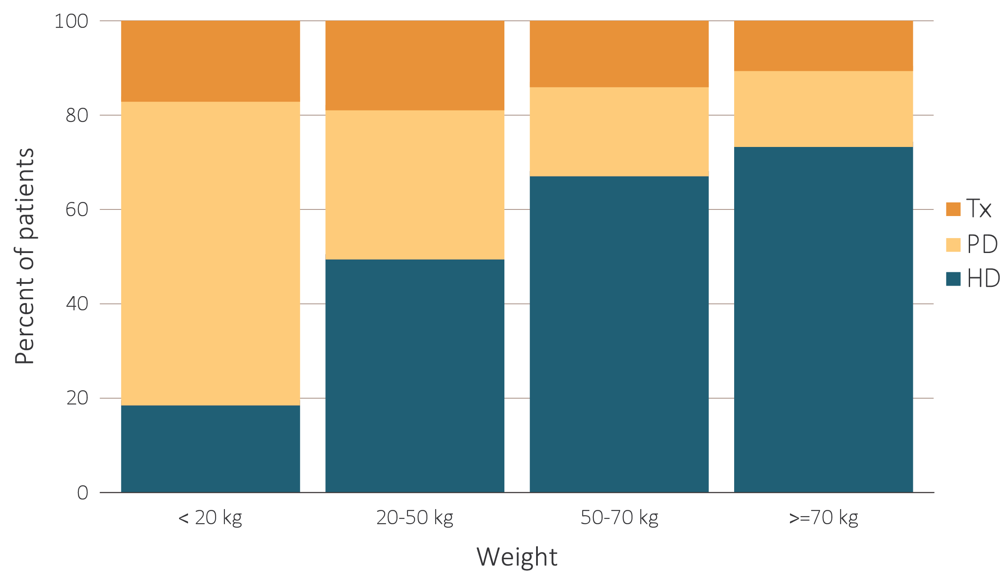 Percent of patients
100
80
60
40
20
0
< 20 kg
20-50 kg
50-70 kg
>=70 kg
Weight
Tx
PD
HD